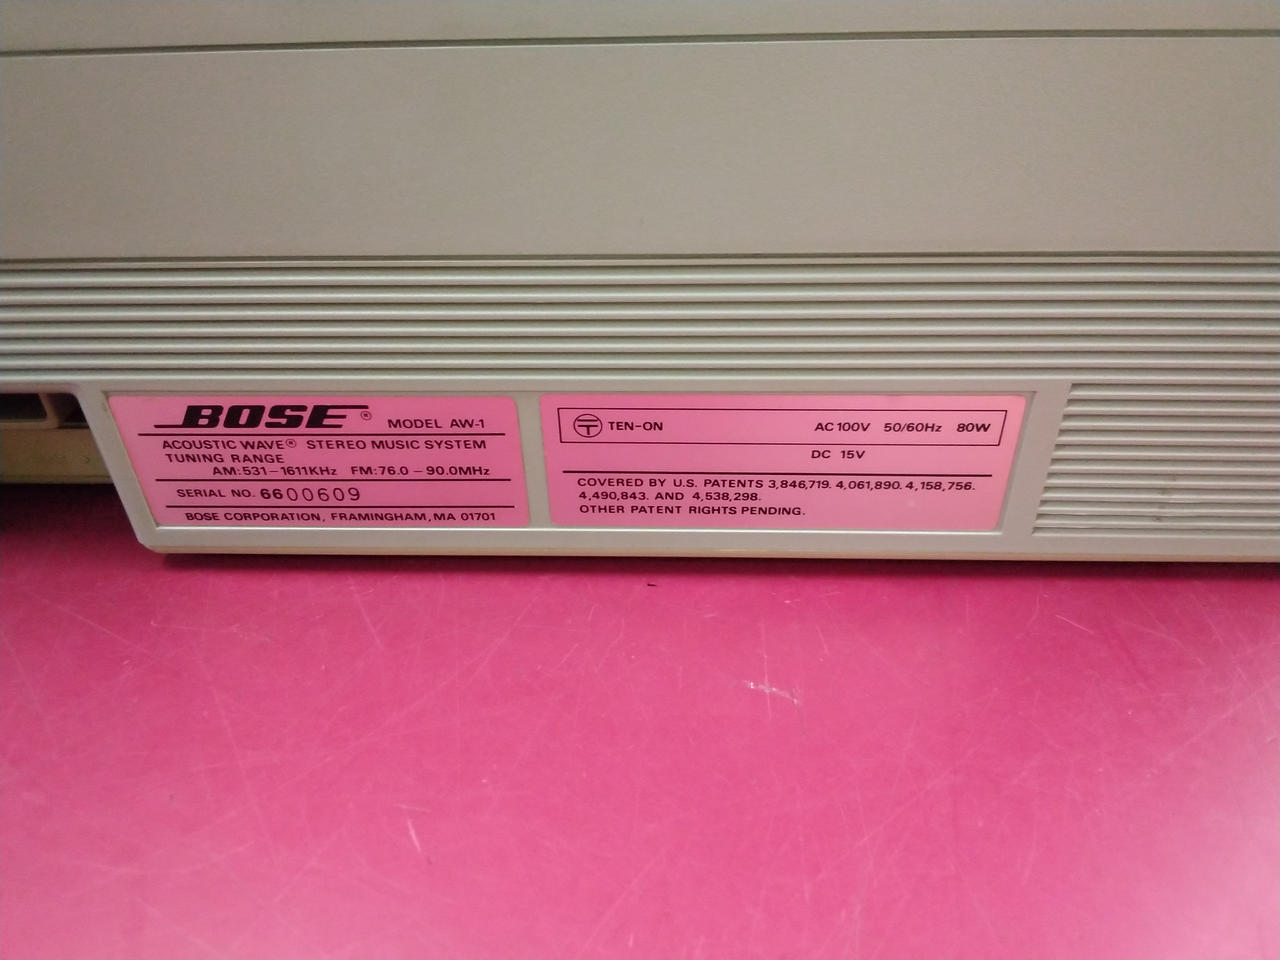 BOSE® MODEL AW-1
ACOUSTIC WAVE® STEREO MUSIC SYSTEM
TUNING RANGE
AM:531-1611KHz FM:76.0-90.0MHz
SERIAL NO. 6600609
BOSE CORPORATION, FRAMINGHAM, MA 01701
T TEN-ON AC100V 50/60Hz 80W
DC 15V
COVERED BY U.S. PATENTS 3,846,719. 4,061,890. 4,158,756.
4,490,843. AND 4,538,298.
OTHER PATENT RIGHTS PENDING.